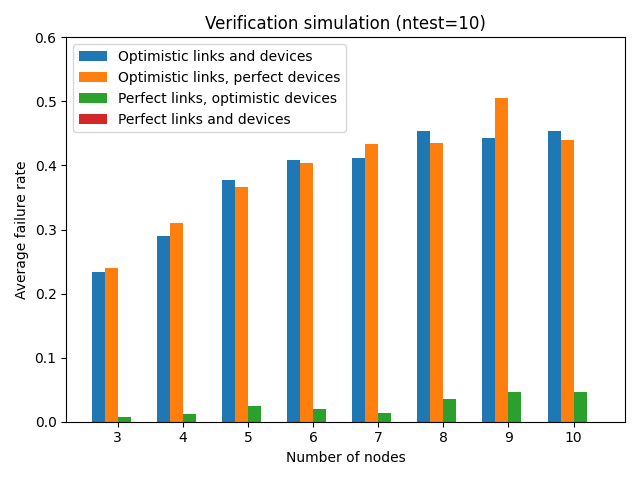 Verification simulation (ntest=10)
Optimistic links and devices
Optimistic links, perfect devices
Perfect links, optimistic devices
Perfect links and devices
Average failure rate
0.6
0.5
0.4
0.3
0.2
0.1
0.0
3 4 5 6 7 8 9 10
Number of nodes